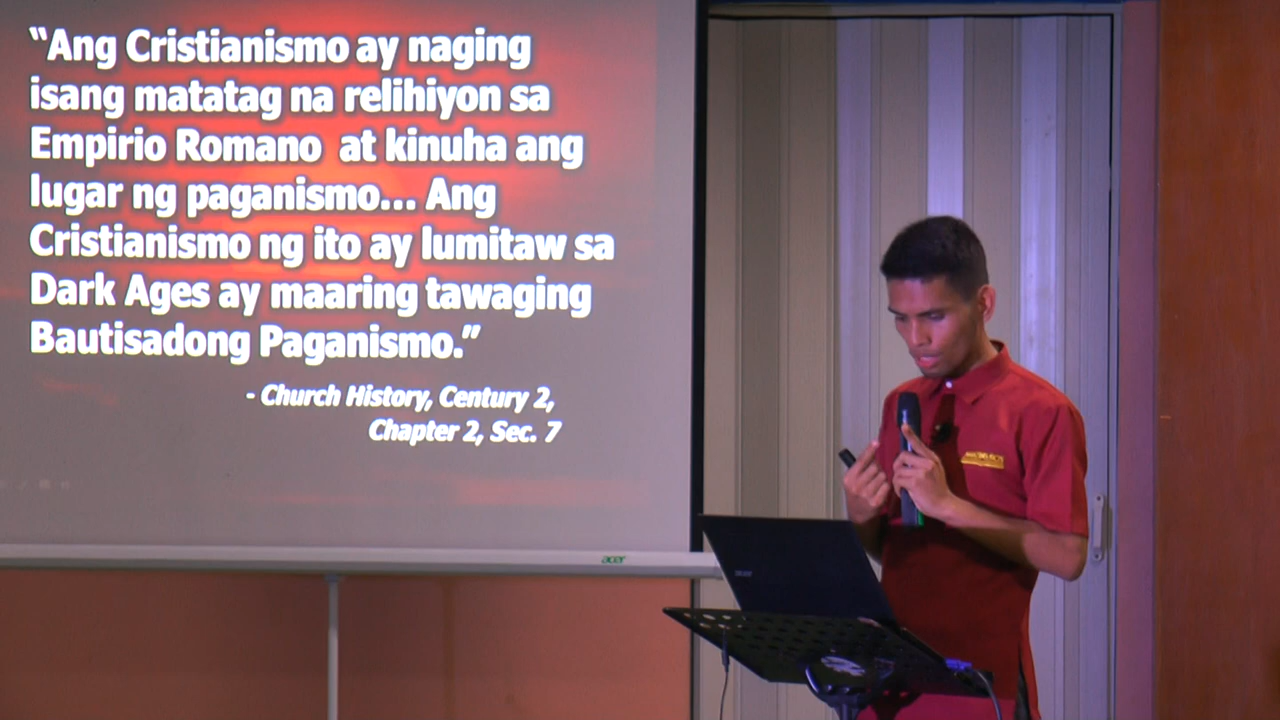 “Ang Cristianismo ay naging
isang matatag na relihiyon sa
Empirio Romano at kinuha ang
lugar ng paganismo... Ang
Cristianismo ng ito ay lumitaw sa
Dark Ages ay maaring tawaging
Bautisadong Paganismo.”
- Church History, Century 2,
Chapter 2, Sec. 7
acer